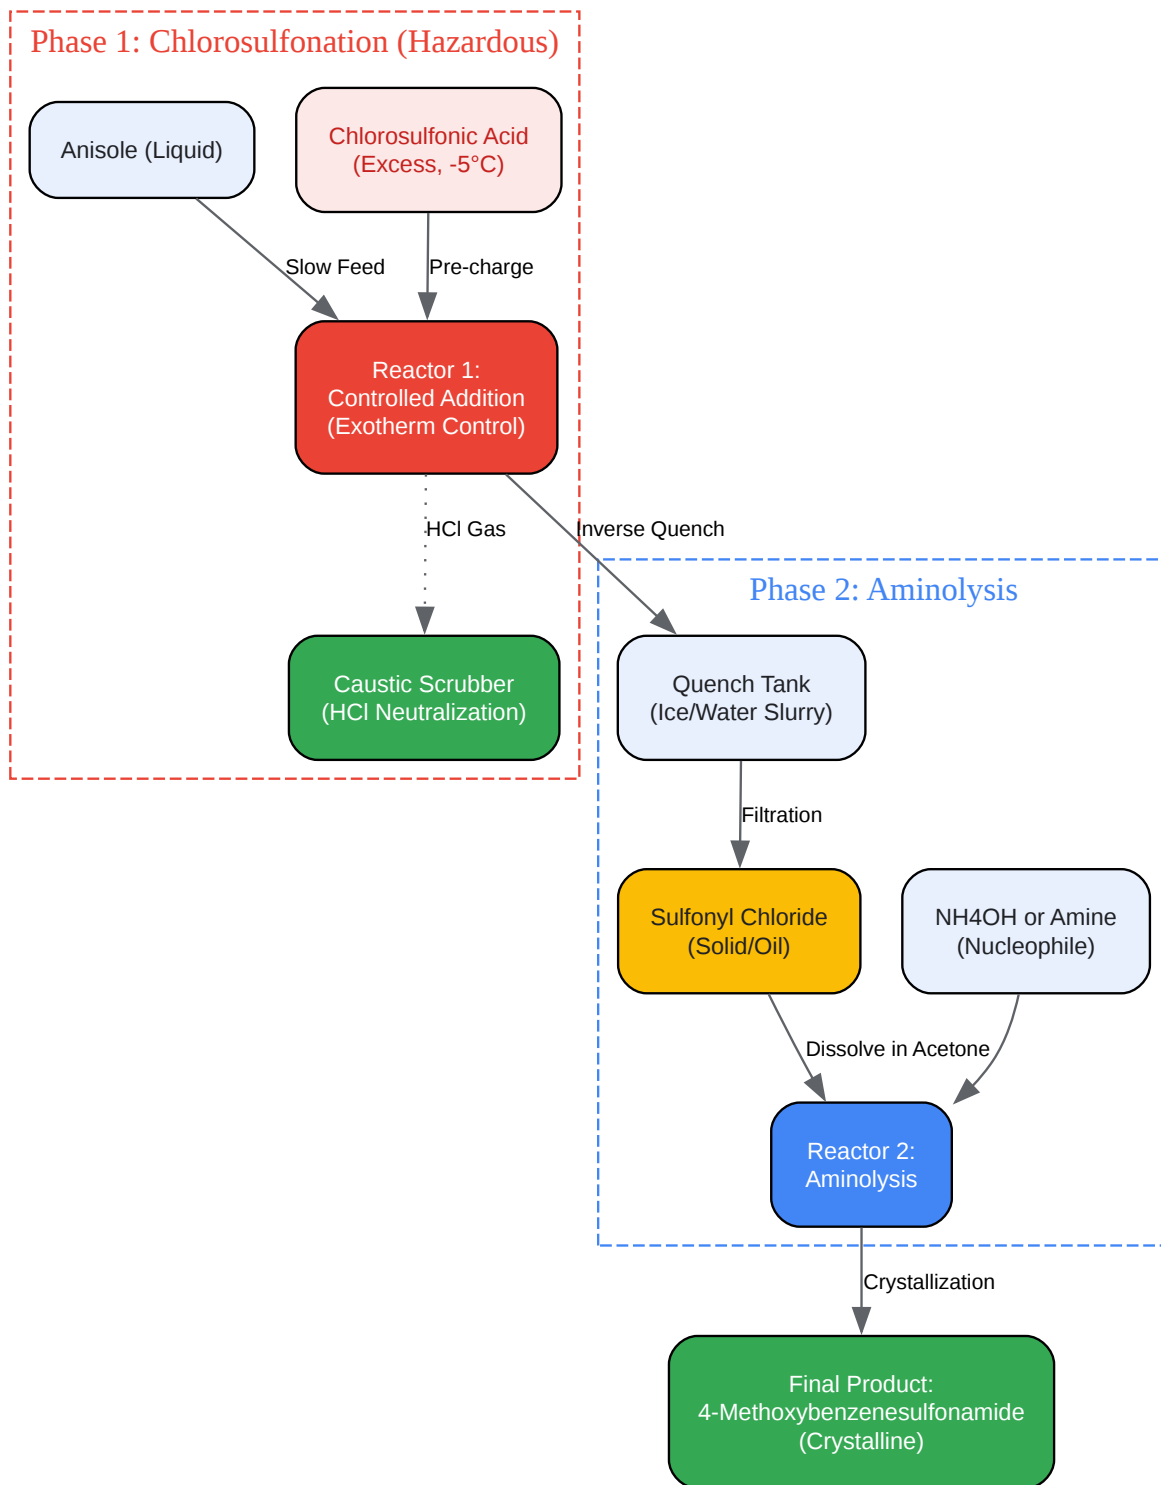 Phase 1: Chlorosulfonation (Hazardous)
Anisole (Liquid)
Chlorosulfonic Acid
(Excess, -5°C)
Slow Feed
Pre-charge
Reactor 1:
Controlled Addition
(Exotherm Control)
HCl Gas
Inverse Quench
Caustic Scrubber
(HCl Neutralization)
Phase 2: Aminolysis
Quench Tank
(Ice/Water Slurry)
Filtration
Sulfonyl Chloride
(Solid/Oil)
NH4OH or Amine
(Nucleophile)
Dissolve in Acetone
Reactor 2:
Aminolysis
Crystallization
Final Product:
4-Methoxybenzenesulfonamide
(Crystalline)